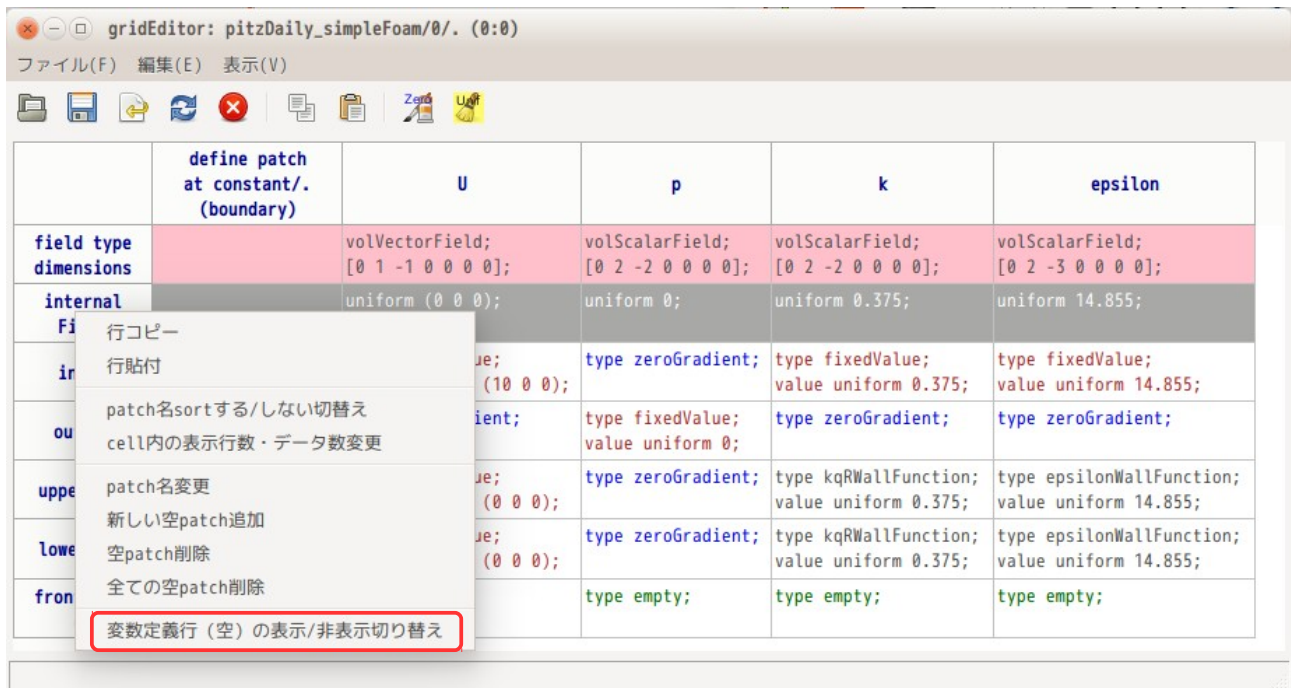 gridEditor: pitzDaily_simpleFoam/0/. (0:0)
ファイル(F) 編集(E) 表示(V)
Zero Unif
define patch
at constant/.
(boundary)
U
p
k
epsilon
field type
dimensions
volVectorField;
[0 1 -1 0 0 0 0];
volScalarField;
[0 2 -2 0 0 0 0];
volScalarField;
[0 2 -2 0 0 0 0];
volScalarField;
[0 2 -3 0 0 0 0];
internal
Fi
uniform (0 0 0);
uniform 0;
uniform 0.375;
uniform 14.855;
in
ue;
(10 0 0);
type zeroGradient;
type fixedValue;
value uniform 0.375;
type fixedValue;
value uniform 14.855;
ou
ient;
type fixedValue;
value uniform 0;
type zeroGradient;
type zeroGradient;
uppe
ue;
(0 0 0);
type zeroGradient;
type kqRWallFunction;
value uniform 0.375;
type epsilonWallFunction;
value uniform 14.855;
lowe
ue;
(0 0 0);
type zeroGradient;
type kqRWallFunction;
value uniform 0.375;
type epsilonWallFunction;
value uniform 14.855;
fron
type empty;
type empty;
type empty;
行コピー
行貼付
patch名sortする/しない切替え
cell内の表示行数・データ数変更
patch名変更
新しい空patch追加
空patch削除
全ての空patch削除
変数定義行（空）の表示/非表示切り替え